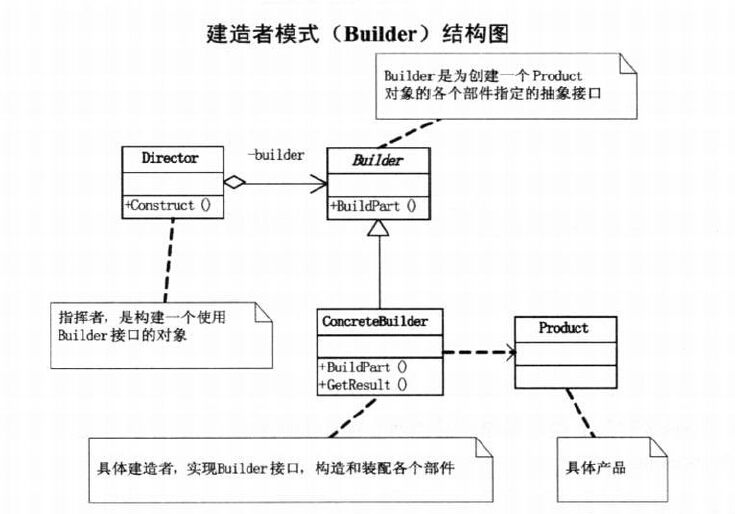 建造者模式（Builder）结构图
Builder是为创建一个Product
对象的各个部件指定的抽象接口
Director
-builder
Builder
+Construct()
+BuildPart()
指挥者，是构建一个使用
Builder接口的对象
ConcreteBuilder
Product
+BuildPart()
+GetResult()
具体建造者，实现Builder接口，构造和装配各个部件
具体产品